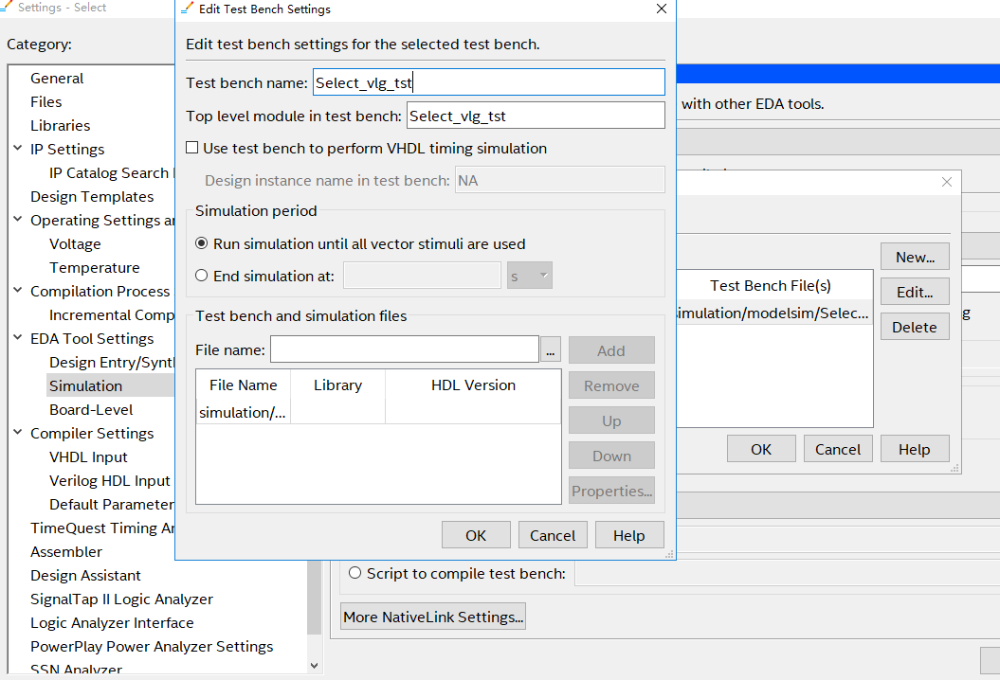 Settings - Select
Category:
General
Files
Libraries
IP Settings
IP Catalog Search
Design Templates
Operating Settings
Voltage
Temperature
Compilation Process
Incremental Comp
EDA Tool Settings
Design Entry/Synt
Simulation
Board-Level
Compiler Settings
VHDL Input
Verilog HDL Input
Default Parameter
TimeQuest Timing
Assembler
Design Assistant
SignalTap II Logic Analyzer
Logic Analyzer Interface
PowerPlay Power Analyzer Settings
SSN Analyzer
Edit Test Bench Settings
Edit test bench settings for the selected test bench.
Test bench name: Select_vlg_tst
Top level module in test bench: Select_vlg_tst
Use test bench to perform VHDL timing simulation
Design instance name in test bench: NA
Simulation period
Run simulation until all vector stimuli are used
End simulation at: s
Test bench and simulation files
File name: ... Add
File Name Library HDL Version
simulation/...
Remove
Up
Down
Properties...
OK Cancel Help
with other EDA tools.
New...
Test Bench File(s)
Edit...
simulation/modelsim/Selec...
Delete
OK Cancel Help
g
Script to compile test bench:
More NativeLink Settings...